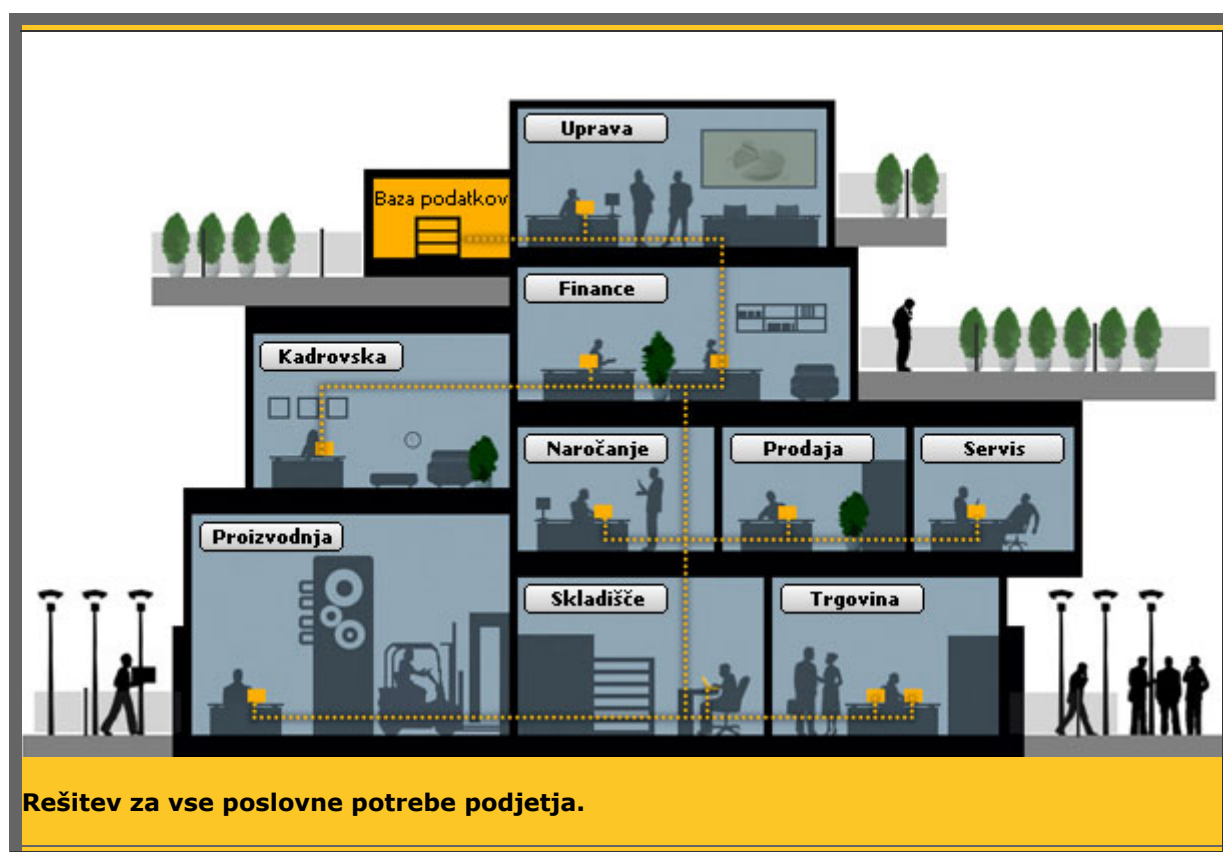 Uprava
Baza podatkov
Finance
Kadrovska
Naročanje
Prodaja
Servis
Proizvodnja
Skladišče
Trgovina
Rešitev za vse poslovne potrebe podjetja.